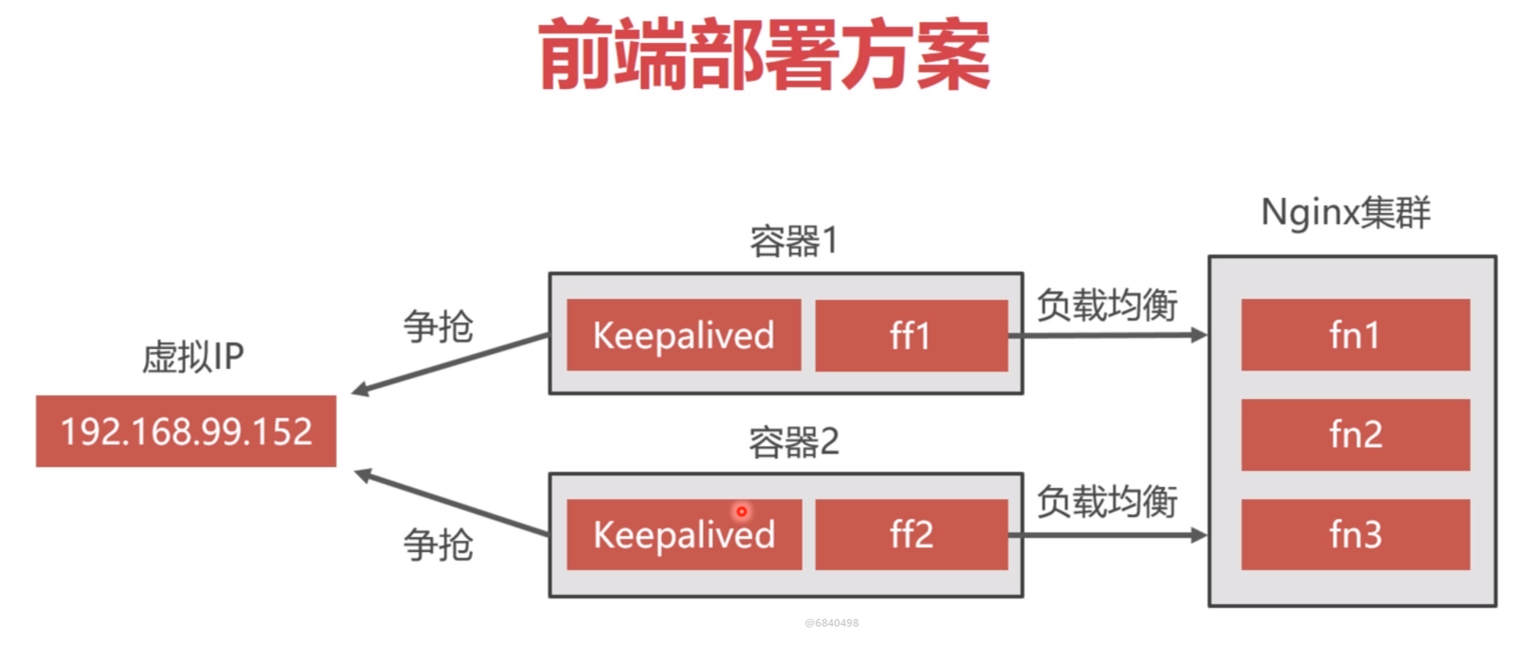 前端部署方案
Nginx集群
容器1
负载均衡
争抢
Keepalived
ff1
fn1
虚拟IP
192.168.99.152
fn2
容器2
负载均衡
争抢
Keepalived
ff2
fn3
@6840498